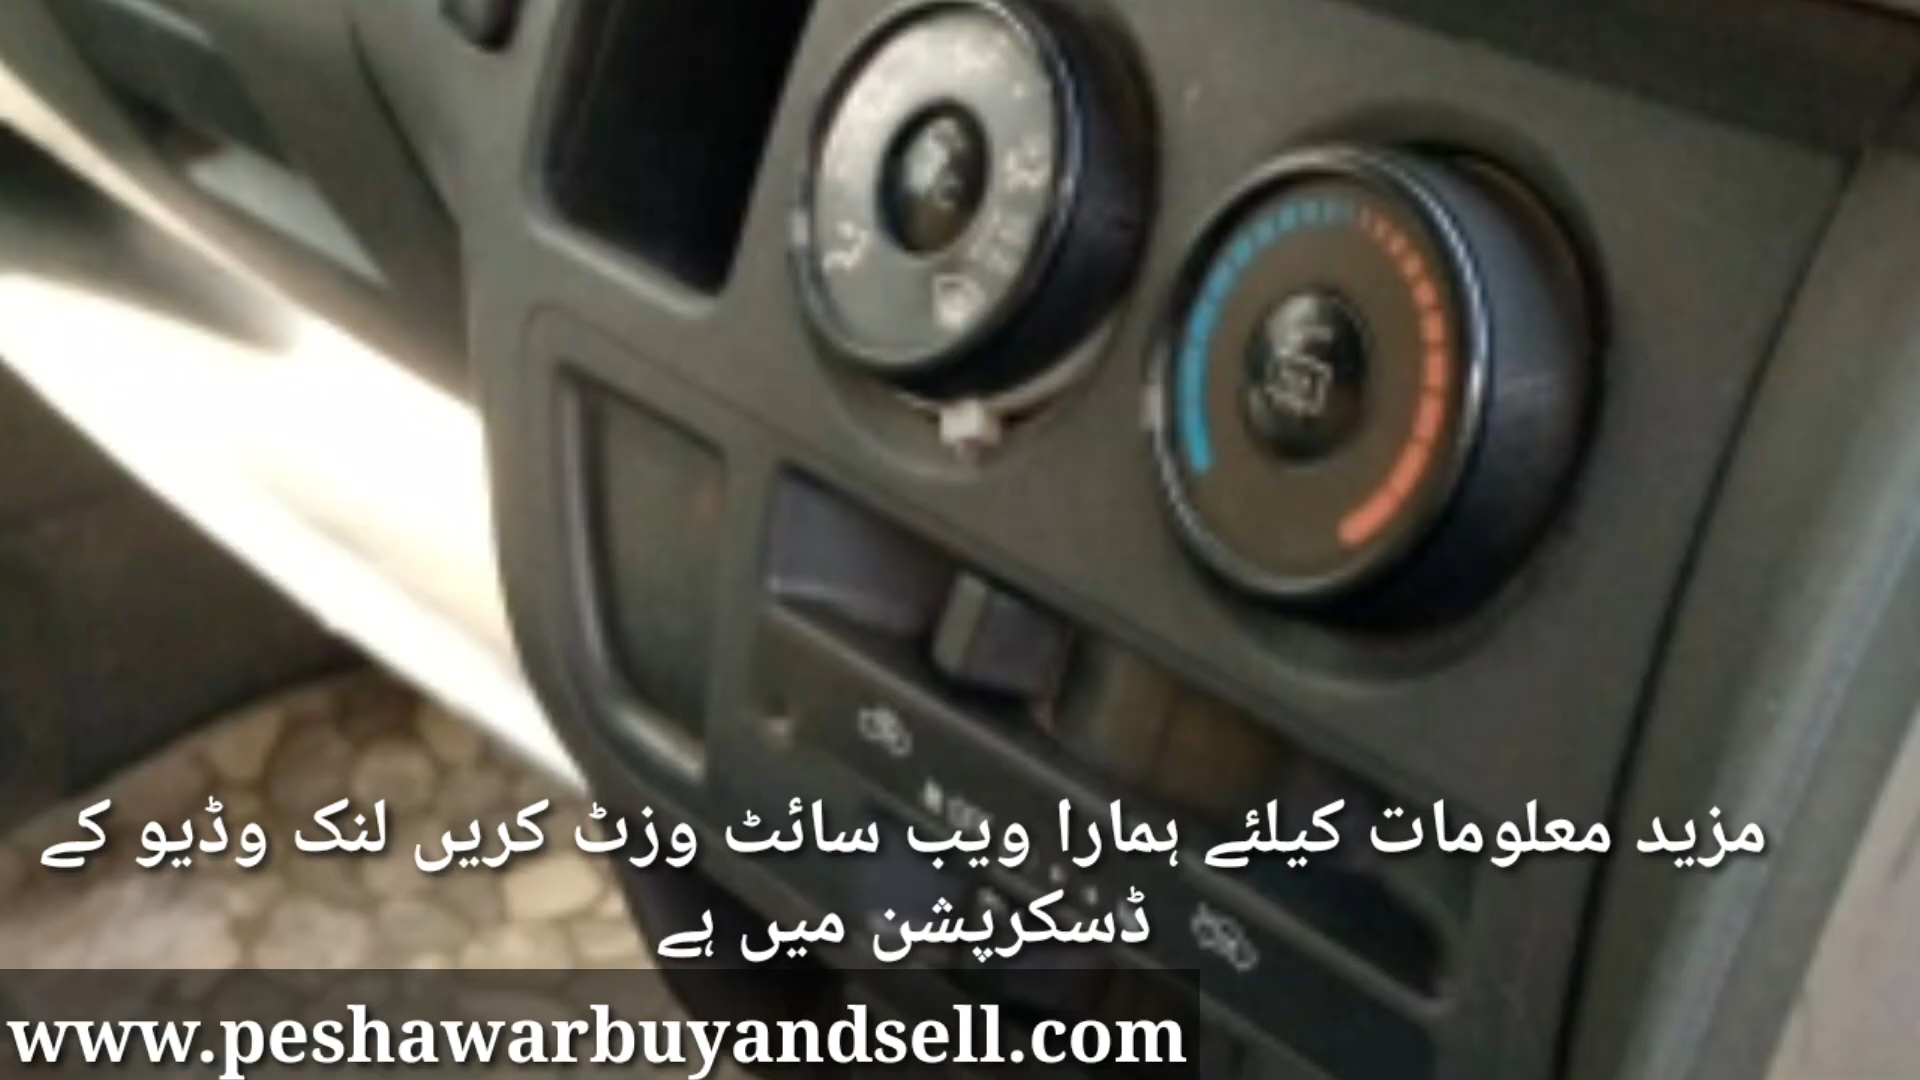 مزید معلومات کیلئے ہمارا ویب سائٹ وزٹ کریں لنک وڈیو کے
ڈسکرپشن میں ہے
www.peshawarbuyandsell.com